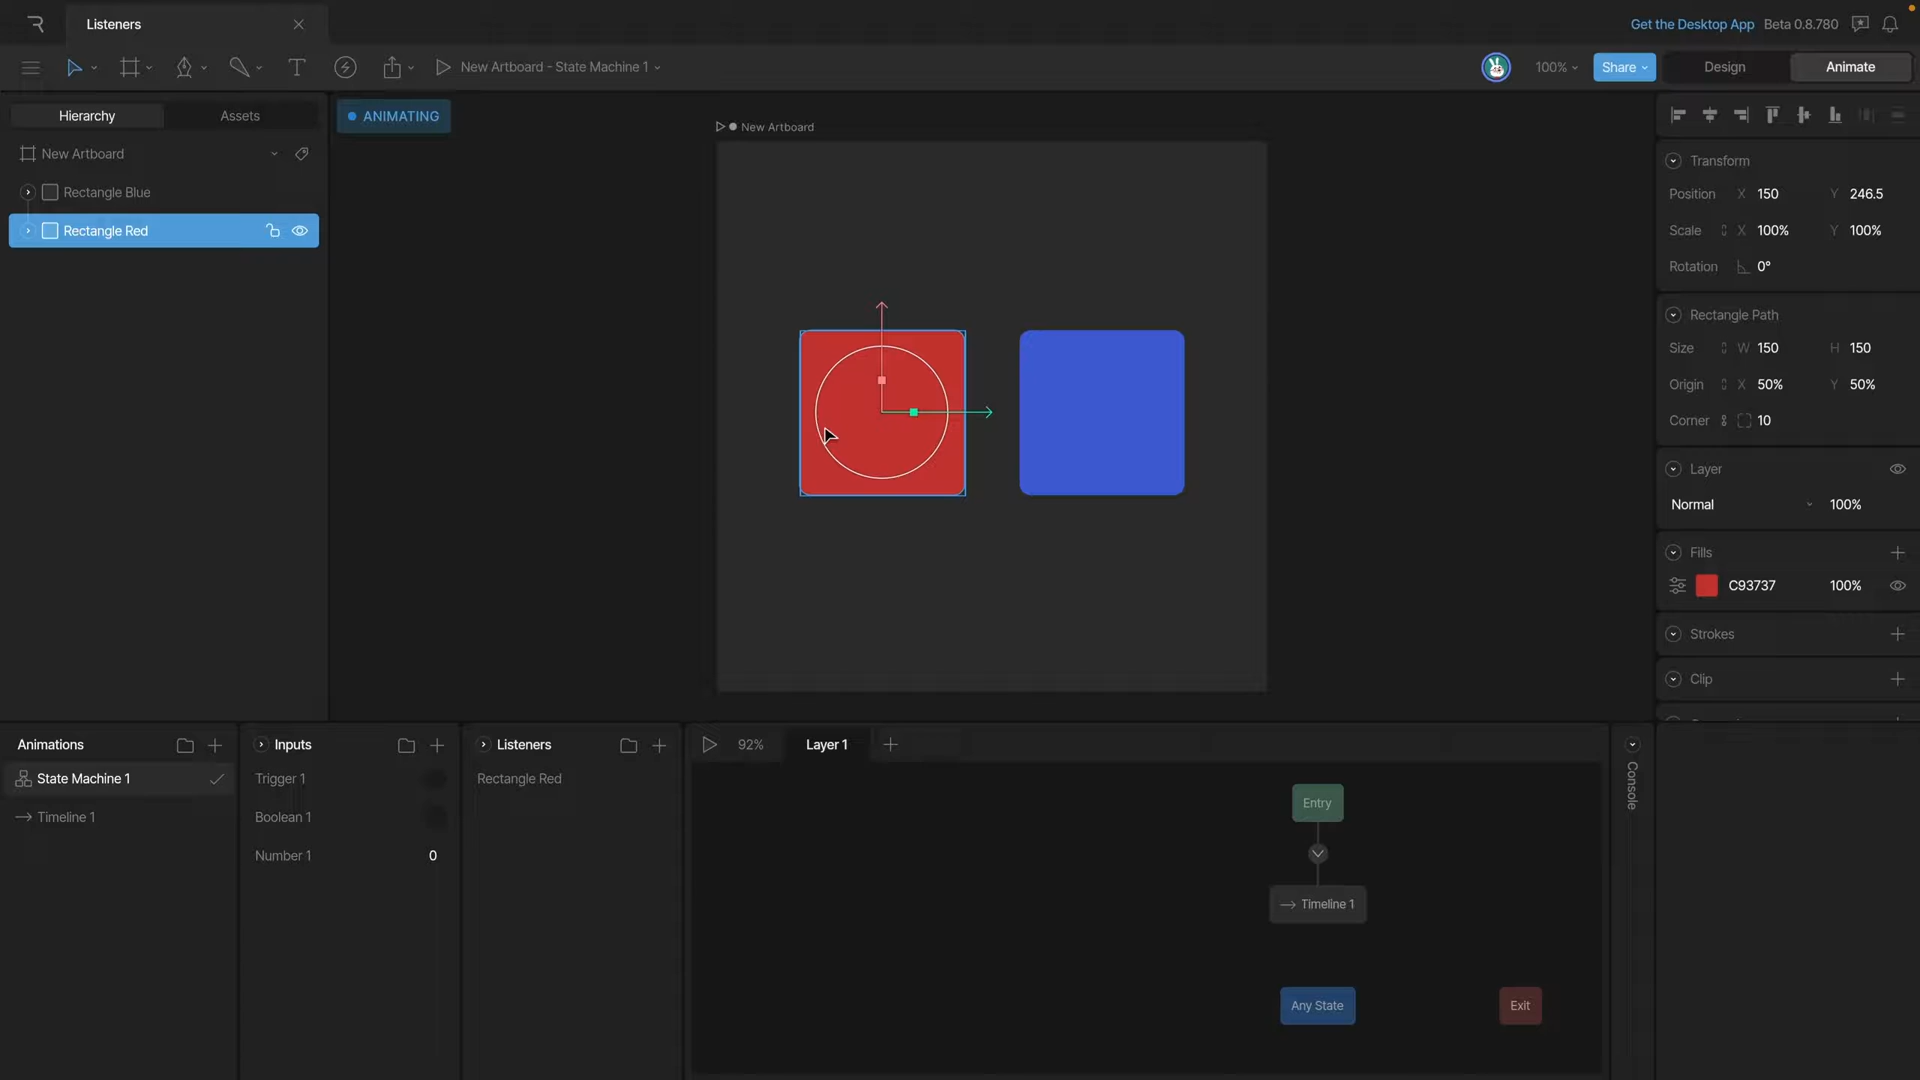 Listeners
Get the Desktop App
Beta 0.8.780
New Artboard - State Machine 1
100%
Share
Design
Animate
Hierarchy
Assets
ANIMATING
New Artboard
New Artboard
Rectangle Blue
Rectangle Red
Transform
Position X 150 Y 246.5
Scale X 100% Y 100%
Rotation 0°
Rectangle Path
Size W 150 H 150
Origin X 50% Y 50%
Corner 10
Layer
Normal 100%
Fills
C93737 100%
Strokes
Clip
Animations
State Machine 1
Timeline 1
Inputs
Trigger 1
Boolean 1
Number 1 0
Listeners
Rectangle Red
92%
Layer 1
Entry
Timeline 1
Any State
Exit
Console